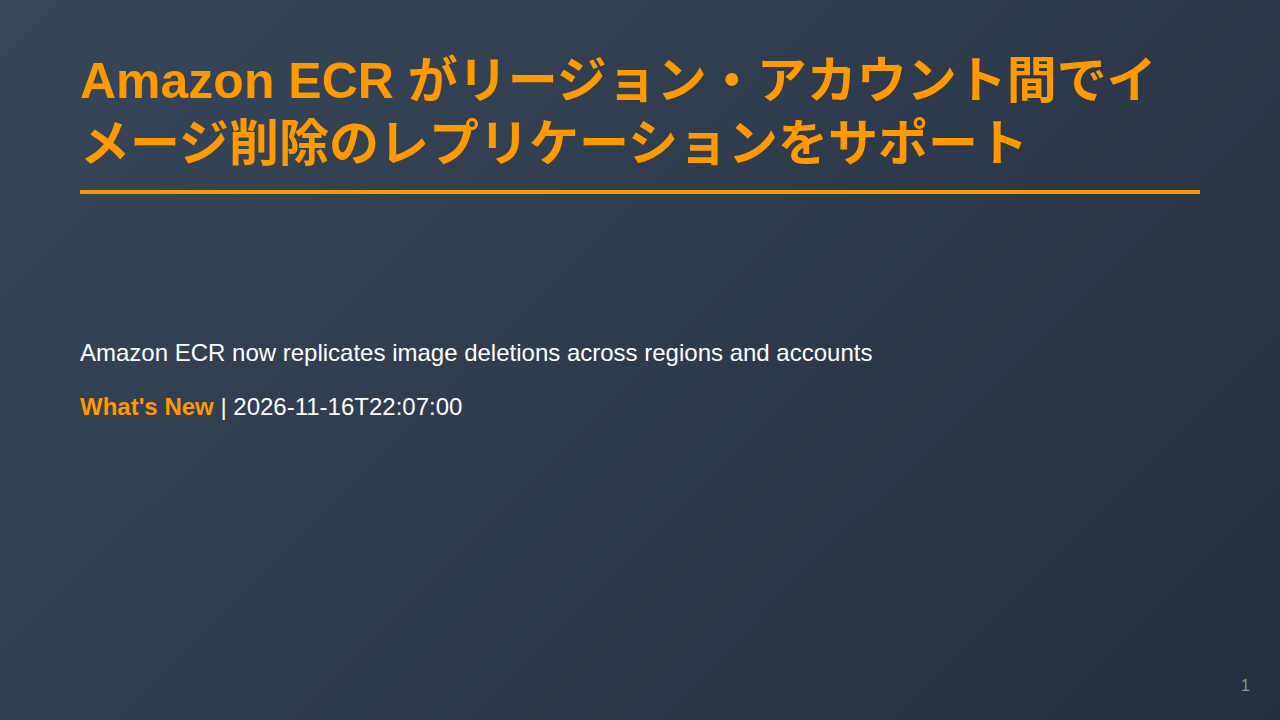 Amazon ECR がリージョン・アカウント間でイ
メージ削除のレプリケーションをサポート
Amazon ECR now replicates image deletions across regions and accounts
What's New | 2026-11-16T22:07:00
1